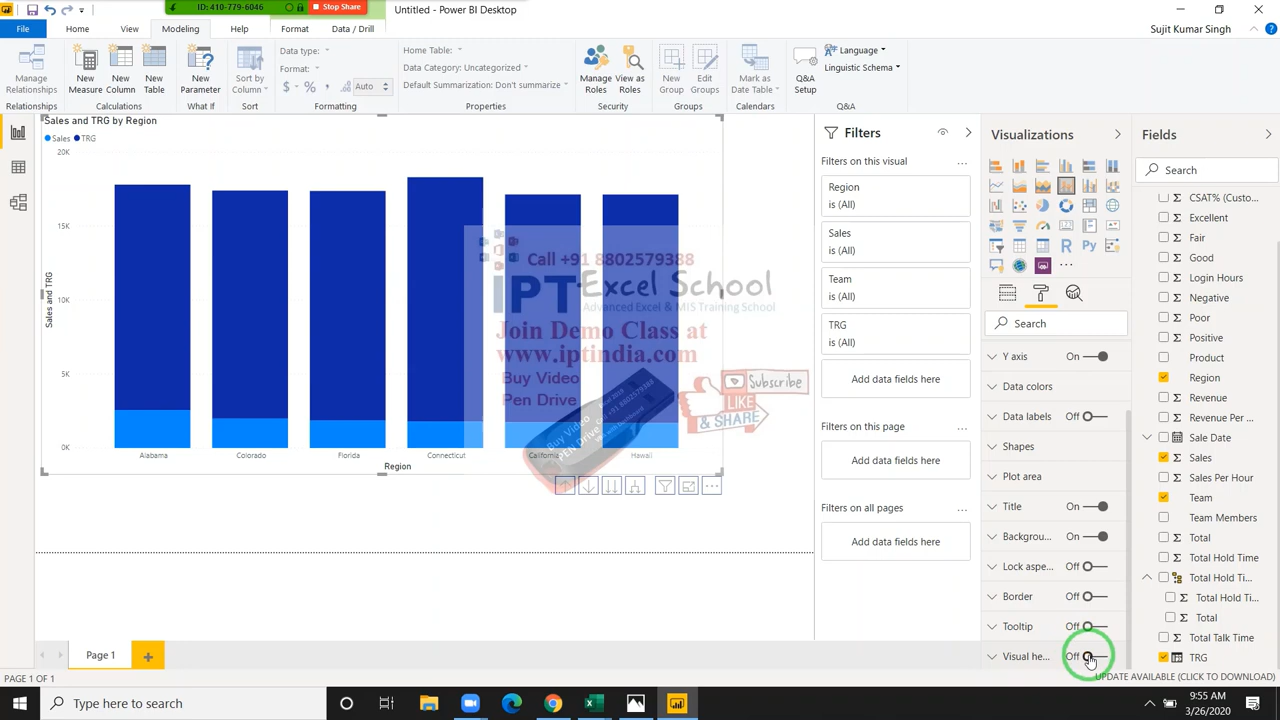 ID: 410-779-6046
Stop Share
Untitled - Power BI Desktop
File
Home
View
Modeling
Help
Format
Data / Drill
Sujit Kumar Singh
Manage Relationships
New Measure
New Column
New Table
New Parameter
Sort by Column
Data type:
Format:
$ % , Auto
Home Table:
Data Category: Uncategorized
Default Summarization: Don't summarize
Manage Roles
View as Roles
New Group
Edit Groups
Mark as Date Table
Q&A Setup
Language
Linguistic Schema
Relationships
Calculations
What If
Sort
Formatting
Properties
Security
Groups
Calendars
Q&A
Sales and TRG by Region
Sales TRG
20K
15K
10K
5K
0K
Sales and TRG
Alabama
Colorado
Florida
Connecticut
California
Hawaii
Region
Call +91 8802579388
iPT Excel School
Advanced Excel & MIS Training School
Join Demo Class at
www.iptindia.com
Buy Video
Pen Drive
Subscribe
LIKE
& SHARE
Filters
Filters on this visual
...
Region
is (All)
Sales
is (All)
Team
is (All)
TRG
is (All)
Add data fields here
Filters on this page
...
Add data fields here
Filters on all pages
...
Add data fields here
Visualizations
R
Py
...
Search
Y axis On
Data colors
Data labels Off
Shapes
Plot area
Title On
Backgrou... On
Lock aspe... Off
Border Off
Tooltip Off
Visual he... Off
Fields
Search
CSAT% (Custo...
Excellent
Fair
Good
Login Hours
Negative
Poor
Positive
Product
Region
Revenue
Revenue Per ...
Sale Date
Sales
Sales Per Hour
Team
Team Members
Total
Total Hold Time
Total Hold Ti...
Total Hold Ti...
Total
Total Talk Time
TRG
Page 1
PAGE 1 OF 1
UPDATE AVAILABLE (CLICK TO DOWNLOAD)
Type here to search
9:55 AM
3/26/2020